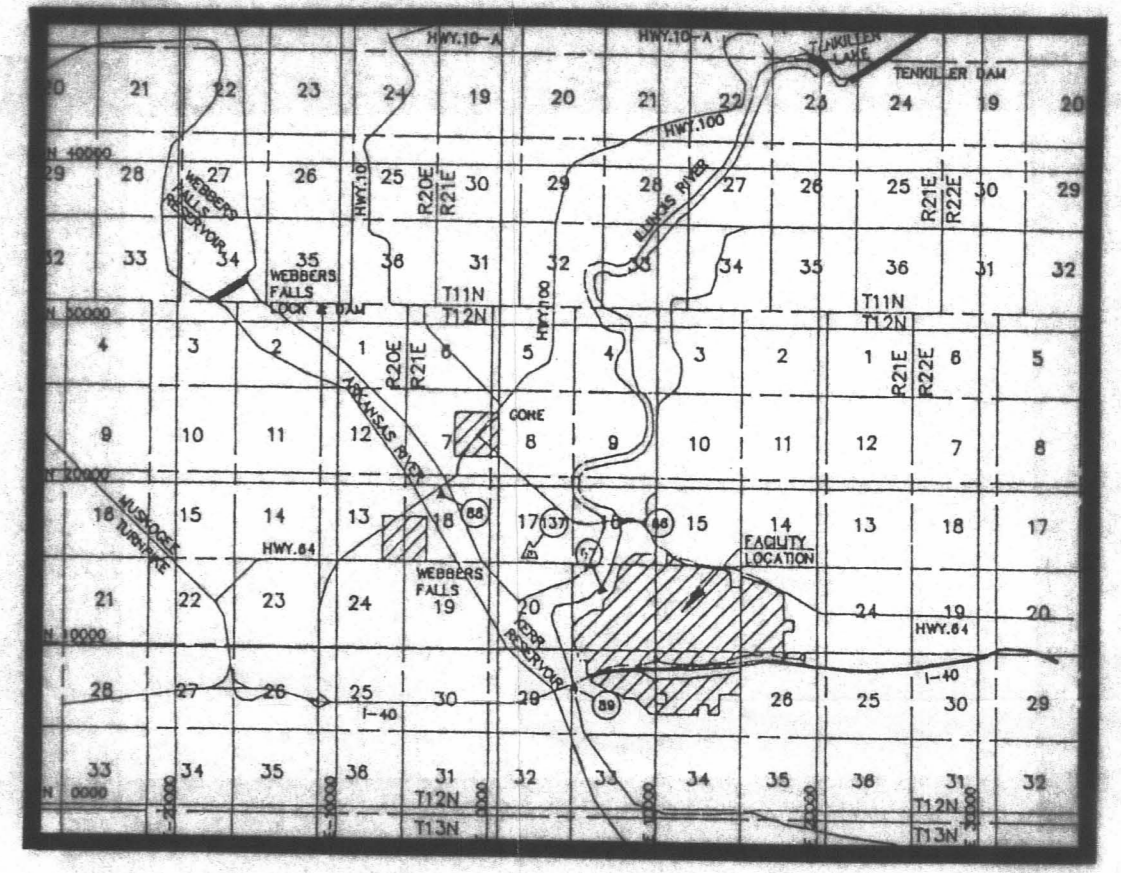 HWY.10-A
HWY.10-A
TENKILLER
LAKE
TENKILLER DAM
20 21 22 23 24 19 20 21 22 23 24 19 20
HWY.100
N 40000
29 28 27 26 25 30 29 28 27 26 25 30 29
WEBBERS
FALLS
RESERVOIR
HWY.10
R20E
R21E
ILLINOIS RIVER
R21E
R22E
32 33 34 35 36 31 32 33 34 35 36 31 32
WEBBERS
FALLS
LOCK & DAM
T11N
T12N
HWY.100
T11N
T12N
N 30000
4 3 2 1 6 5 4 3 2 1 6 5
R20E
R21E
R21E
R22E
ARKANSAS RIVER
GORE
9 10 11 12 7 8 9 10 11 12 7 8
N 20000
MUSKOGEE
TURNPIKE
16 15 14 13 18 17 137 16 15 14 13 18 17
67
HWY.64
FACILITY
LOCATION
WEBBERS
FALLS
21 22 23 24 19 20 24 19 20
HWY.64
N 10000
KERR
RESERVOIR
28 27 26 25 30 29 26 25 30 29
I-40
I-40
33 34 35 36 31 32 33 34 35 36 31 32
N 0000
T12N
T13N
T12N
T13N